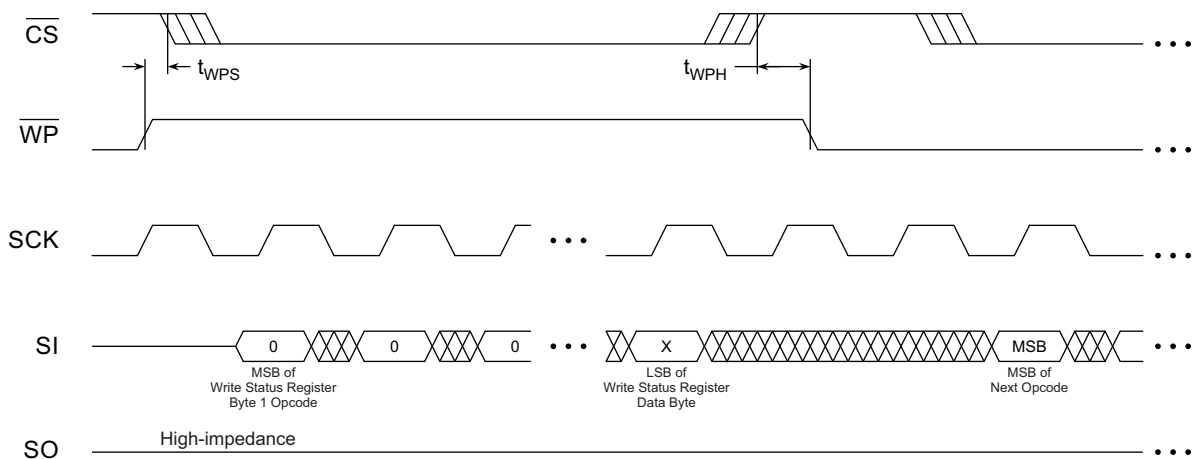 CS
tWPS
tWPH
WP
SCK
SI
0
0
0
X
MSB
MSB of
Write Status Register
Byte 1 Opcode
LSB of
Write Status Register
Data Byte
MSB of
Next Opcode
High-impedance
SO